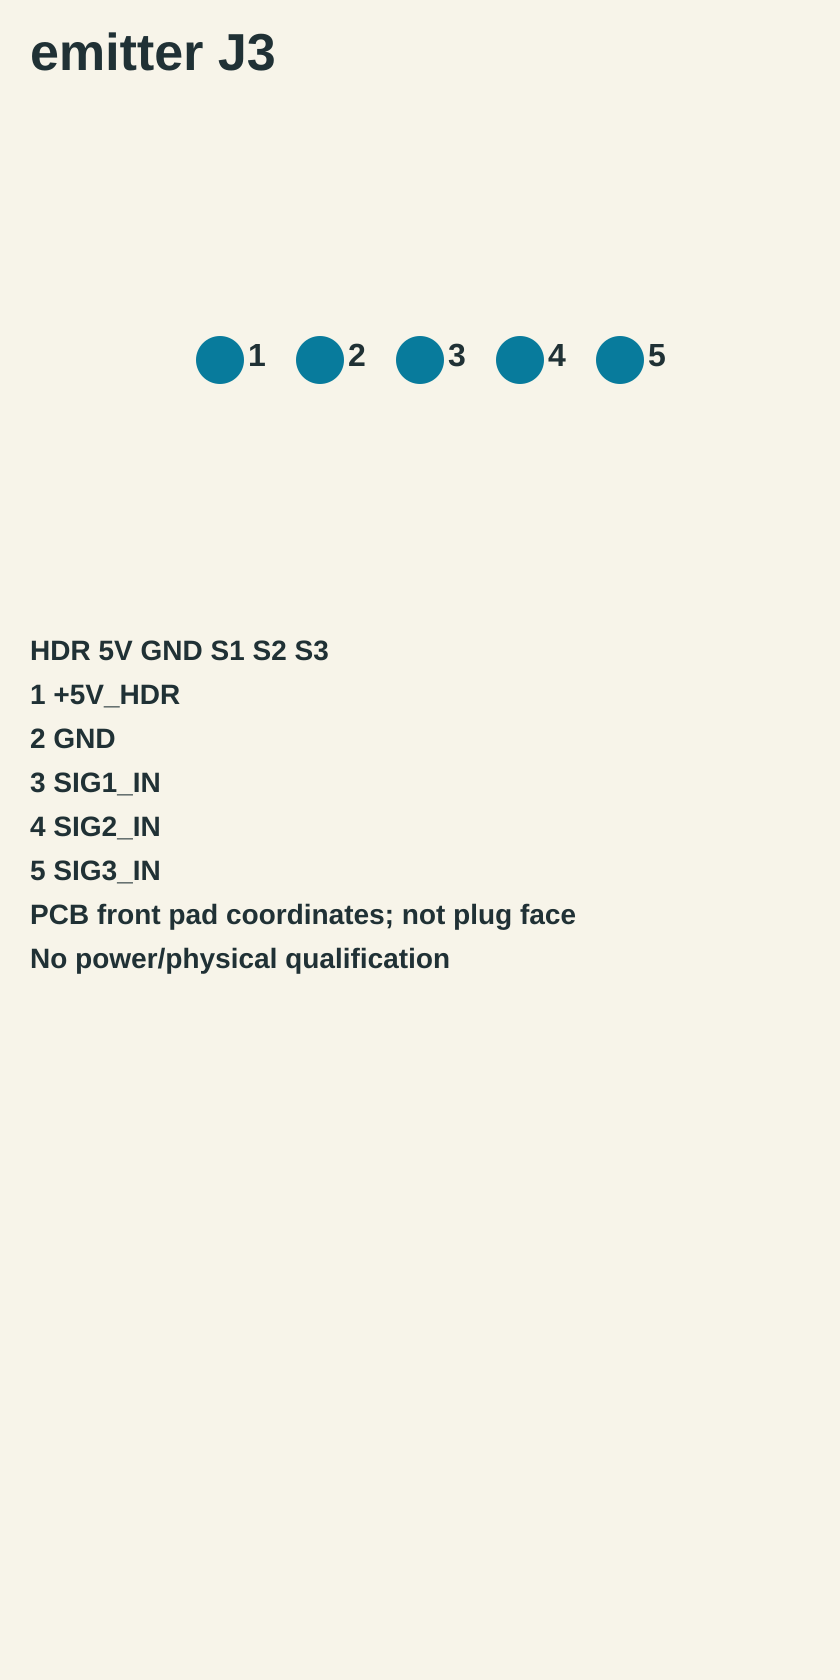 emitter J3
1 2 3 4 5
HDR 5V GND S1 S2 S3
1 +5V_HDR
2 GND
3 SIG1_IN
4 SIG2_IN
5 SIG3_IN
PCB front pad coordinates; not plug face
No power/physical qualification